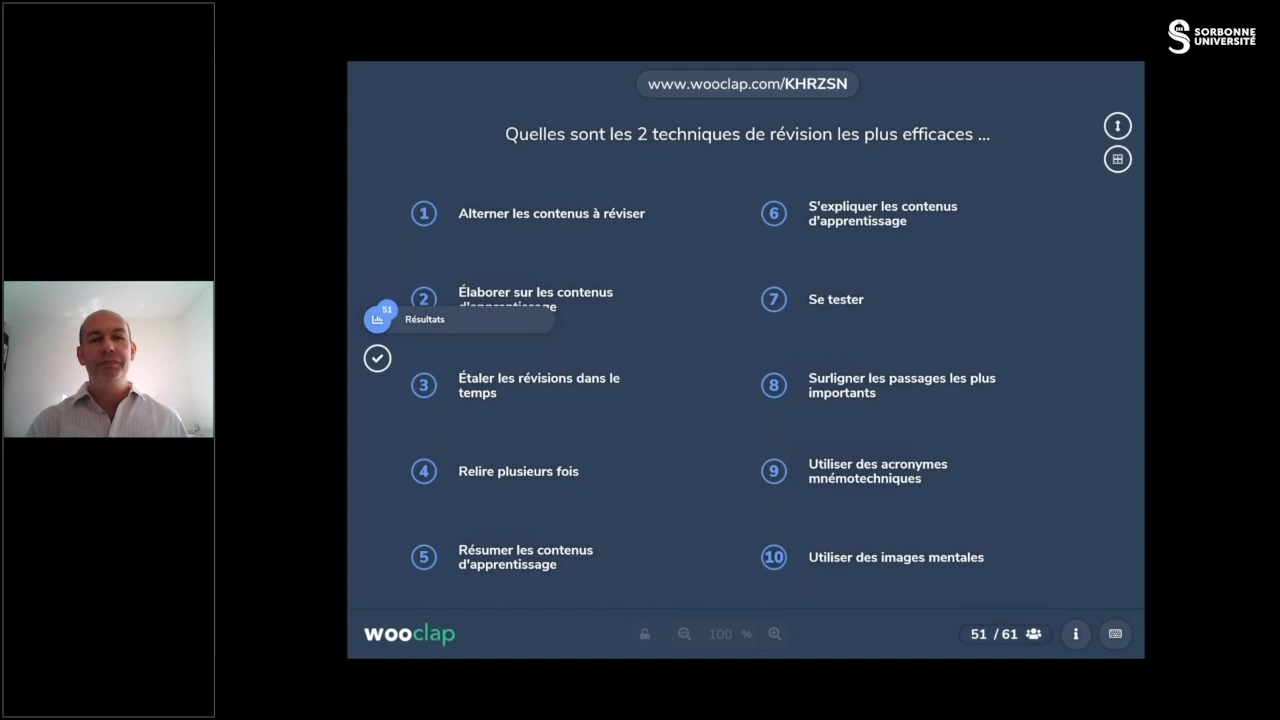 SORBONNE
UNIVERSITÉ
www.wooclap.com/KHRZSN
Quelles sont les 2 techniques de révision les plus efficaces ...
1 Alterner les contenus à réviser
2 Élaborer sur les contenus
d'apprentissage
51
Résultats
3 Étaler les révisions dans le
temps
4 Relire plusieurs fois
5 Résumer les contenus
d'apprentissage
6 S'expliquer les contenus
d'apprentissage
7 Se tester
8 Surligner les passages les plus
importants
9 Utiliser des acronymes
mnémotechniques
10 Utiliser des images mentales
wooclap
100 %
51 / 61
i